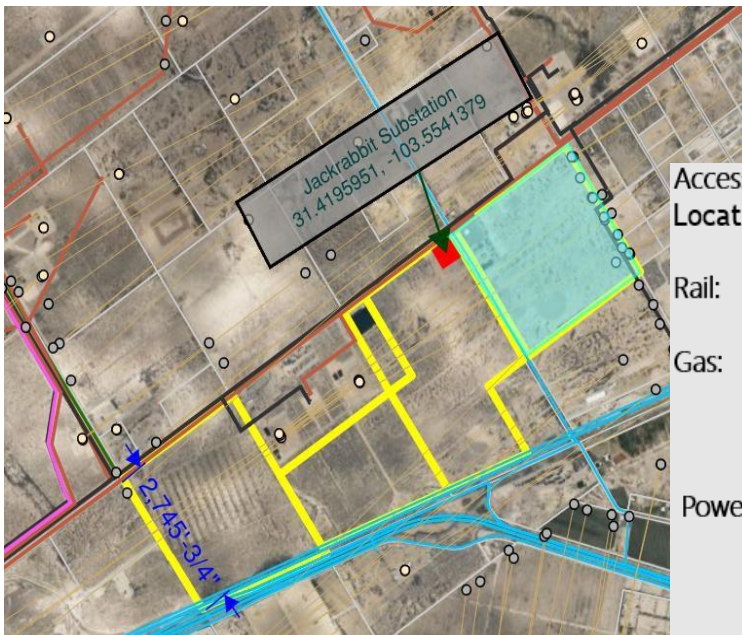 Jackrabbit Substation
31.4195951, -103.5541379
2,745'-3/4"
Acces
Locat
Rail:
Gas:
Powe